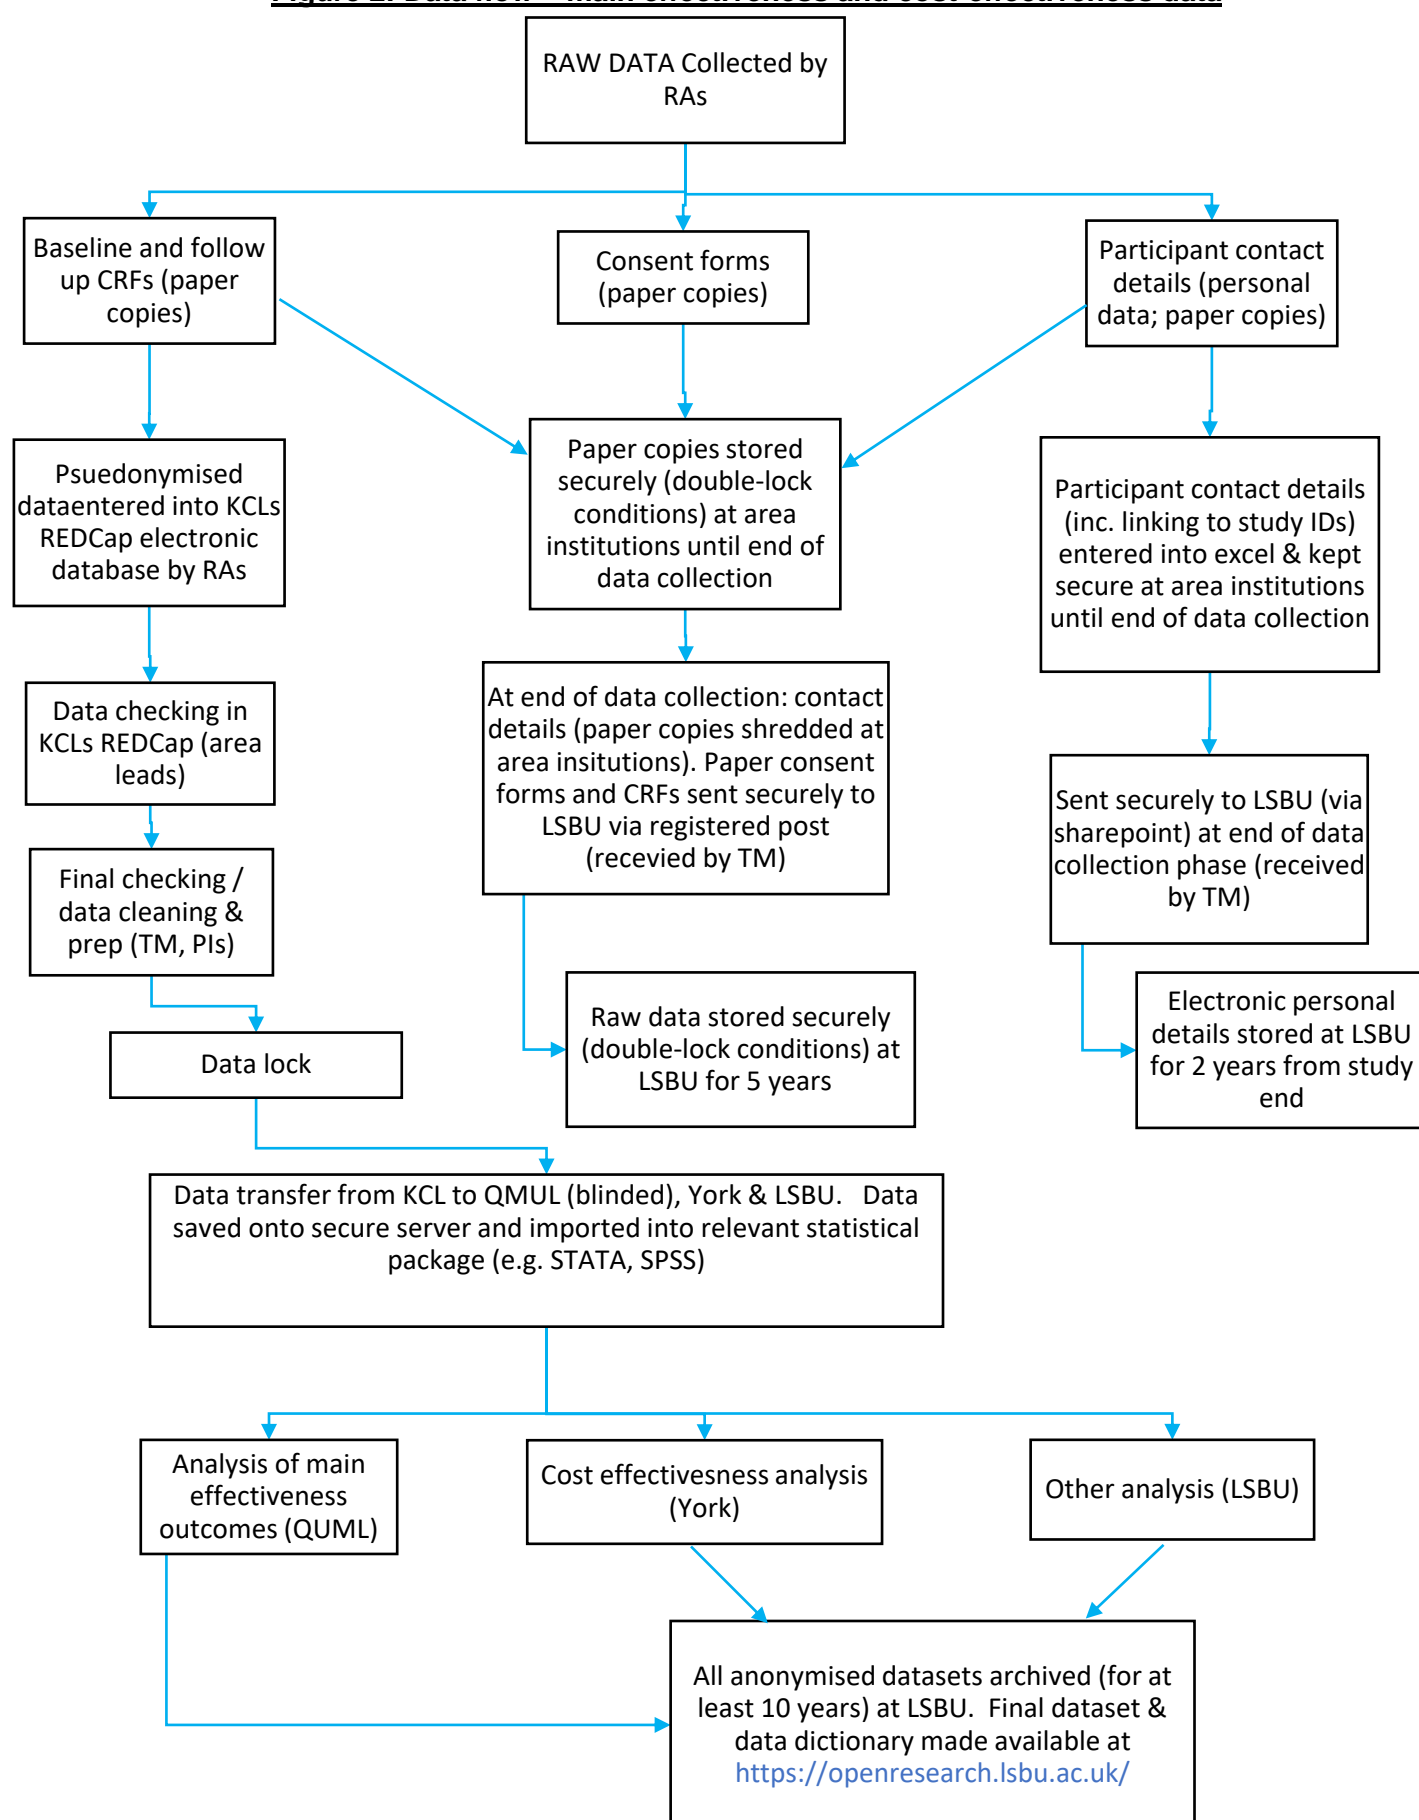 RAW DATA Collected by
RAs
Baseline and follow
up CRFs (paper
copies)
Consent forms
(paper copies)
Participant contact
details (personal
data; paper copies)
Psuedonymised
dataentered into KCLs
REDCap electronic
database by RAs
Paper copies stored
securely (double-lock
conditions) at area
institutions until end of
data collection
Participant contact details
(inc. linking to study IDs)
entered into excel & kept
secure at area institutions
until end of data collection
Data checking in
KCLs REDCap (area
leads)
At end of data collection: contact
details (paper copies shredded at
area insitutions). Paper consent
forms and CRFs sent securely to
LSBU via registered post
(recevied by TM)
Sent securely to LSBU (via
sharepoint) at end of data
collection phase (received
by TM)
Final checking /
data cleaning &
prep (TM, PIs)
Raw data stored securely
(double-lock conditions) at
LSBU for 5 years
Electronic personal
details stored at LSBU
for 2 years from study
end
Data lock
Data transfer from KCL to QMUL (blinded), York & LSBU.   Data
saved onto secure server and imported into relevant statistical
package (e.g. STATA, SPSS)
Analysis of main
effectiveness
outcomes (QUML)
Cost effectivesness analysis
(York)
Other analysis (LSBU)
All anonymised datasets archived (for at
least 10 years) at LSBU.  Final dataset &
data dictionary made available at
https://openresearch.lsbu.ac.uk/